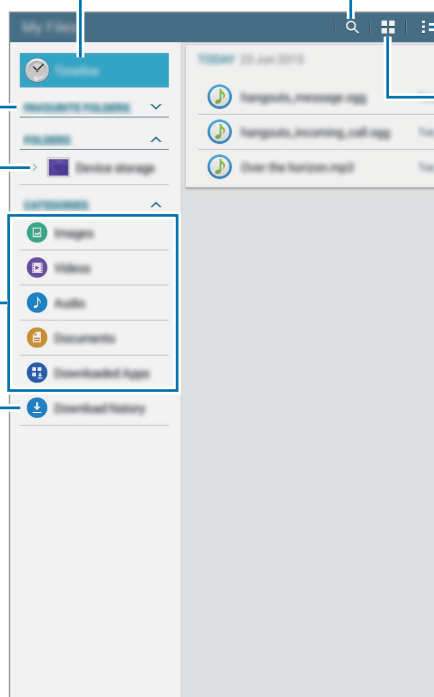 My Files
Timeline
FAVOURITE FOLDERS
FOLDERS
Device storage
CATEGORIES
Images
Videos
Audio
Documents
Downloaded Apps
Download history
TODAY 23 Jun 2015
hangouts_message.ogg
hangouts_incoming_call.ogg
Over the horizon.mp3